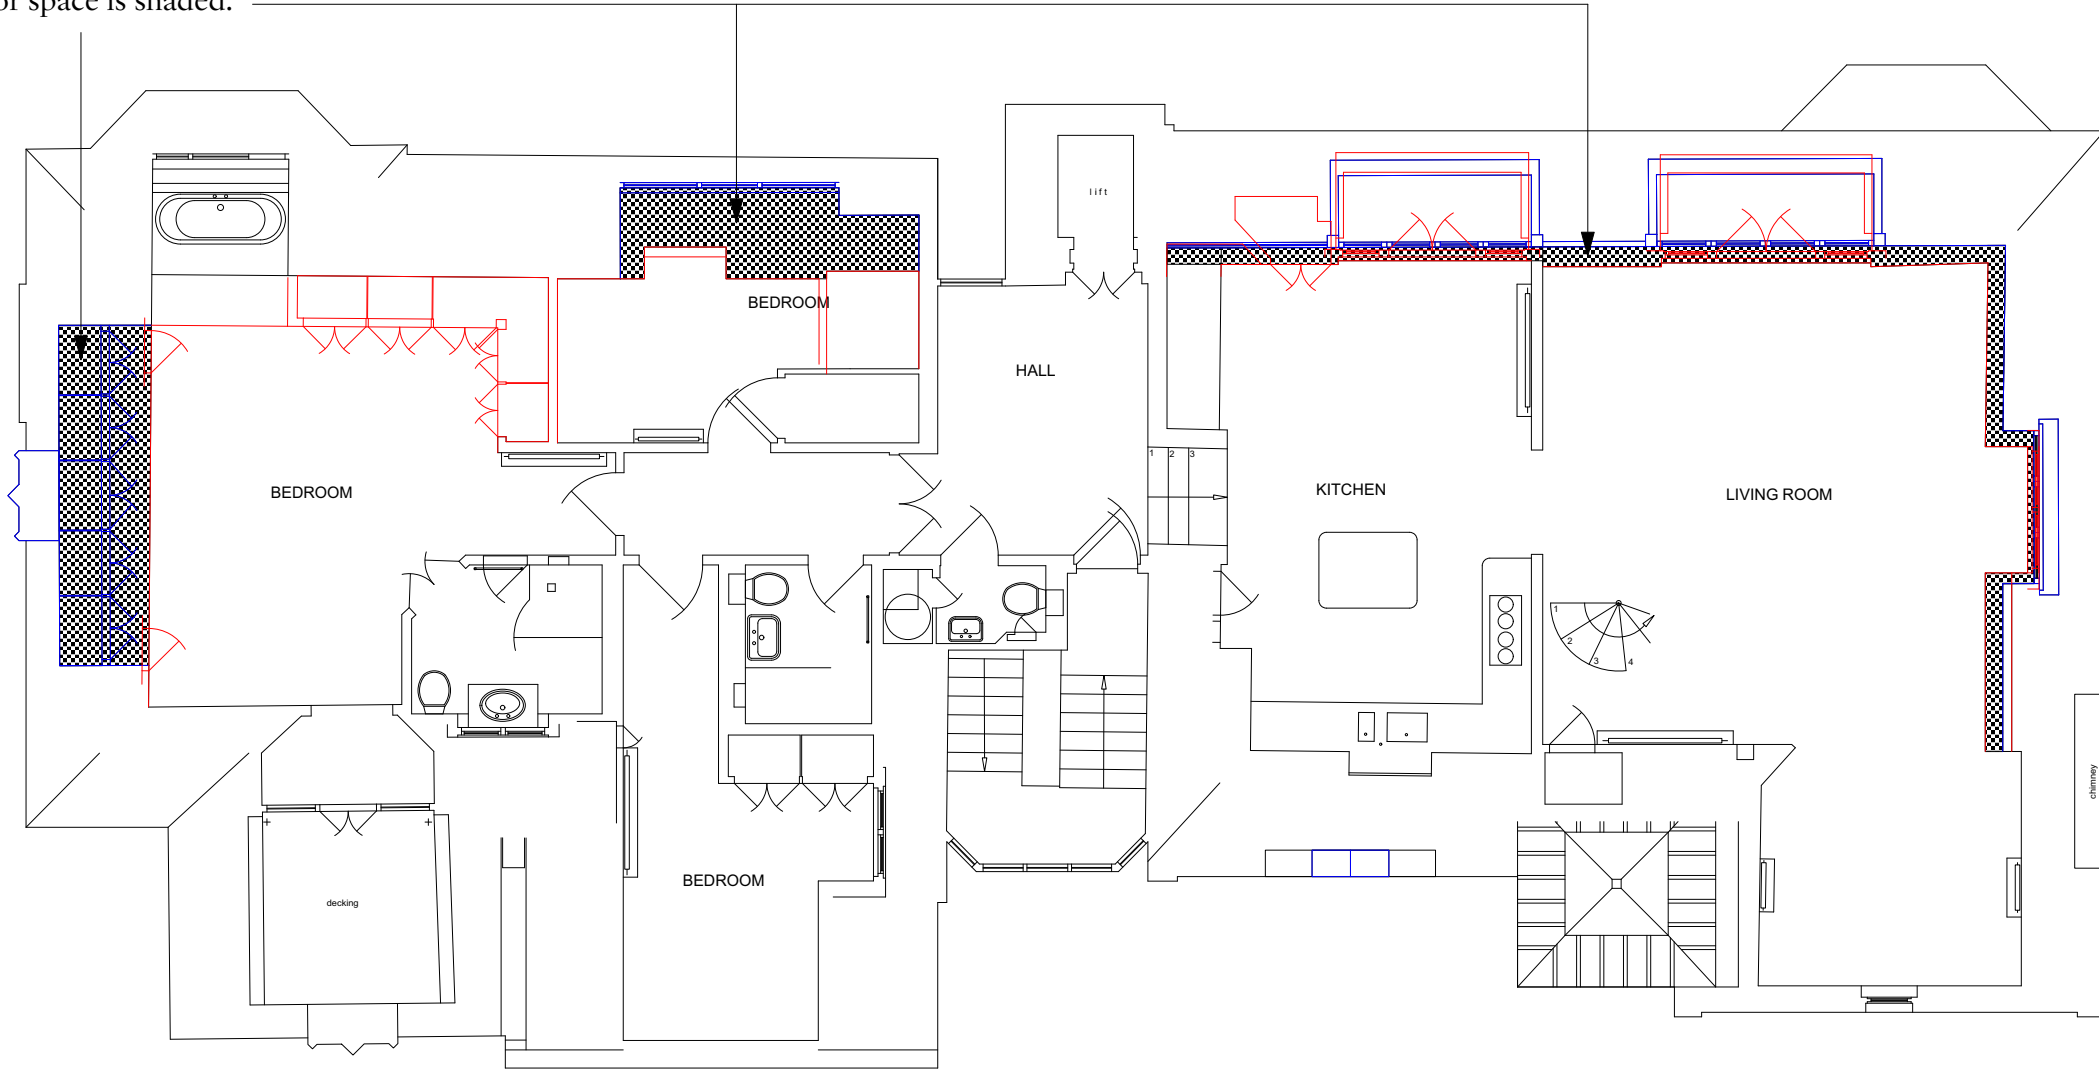 or space is shaded.
lift
BEDROOM
HALL
1 2 3
BEDROOM
KITCHEN
LIVING ROOM
1
2
3
4
chimney
BEDROOM
decking